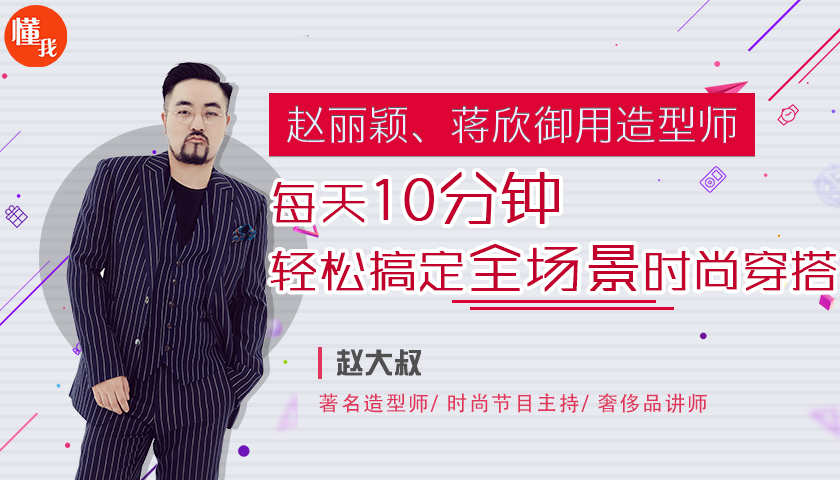 懂我
赵丽颖、蒋欣御用造型师
每天10分钟
轻松搞定全场景时尚穿搭
赵大叔
著名造型师/ 时尚节目主持/ 奢侈品讲师